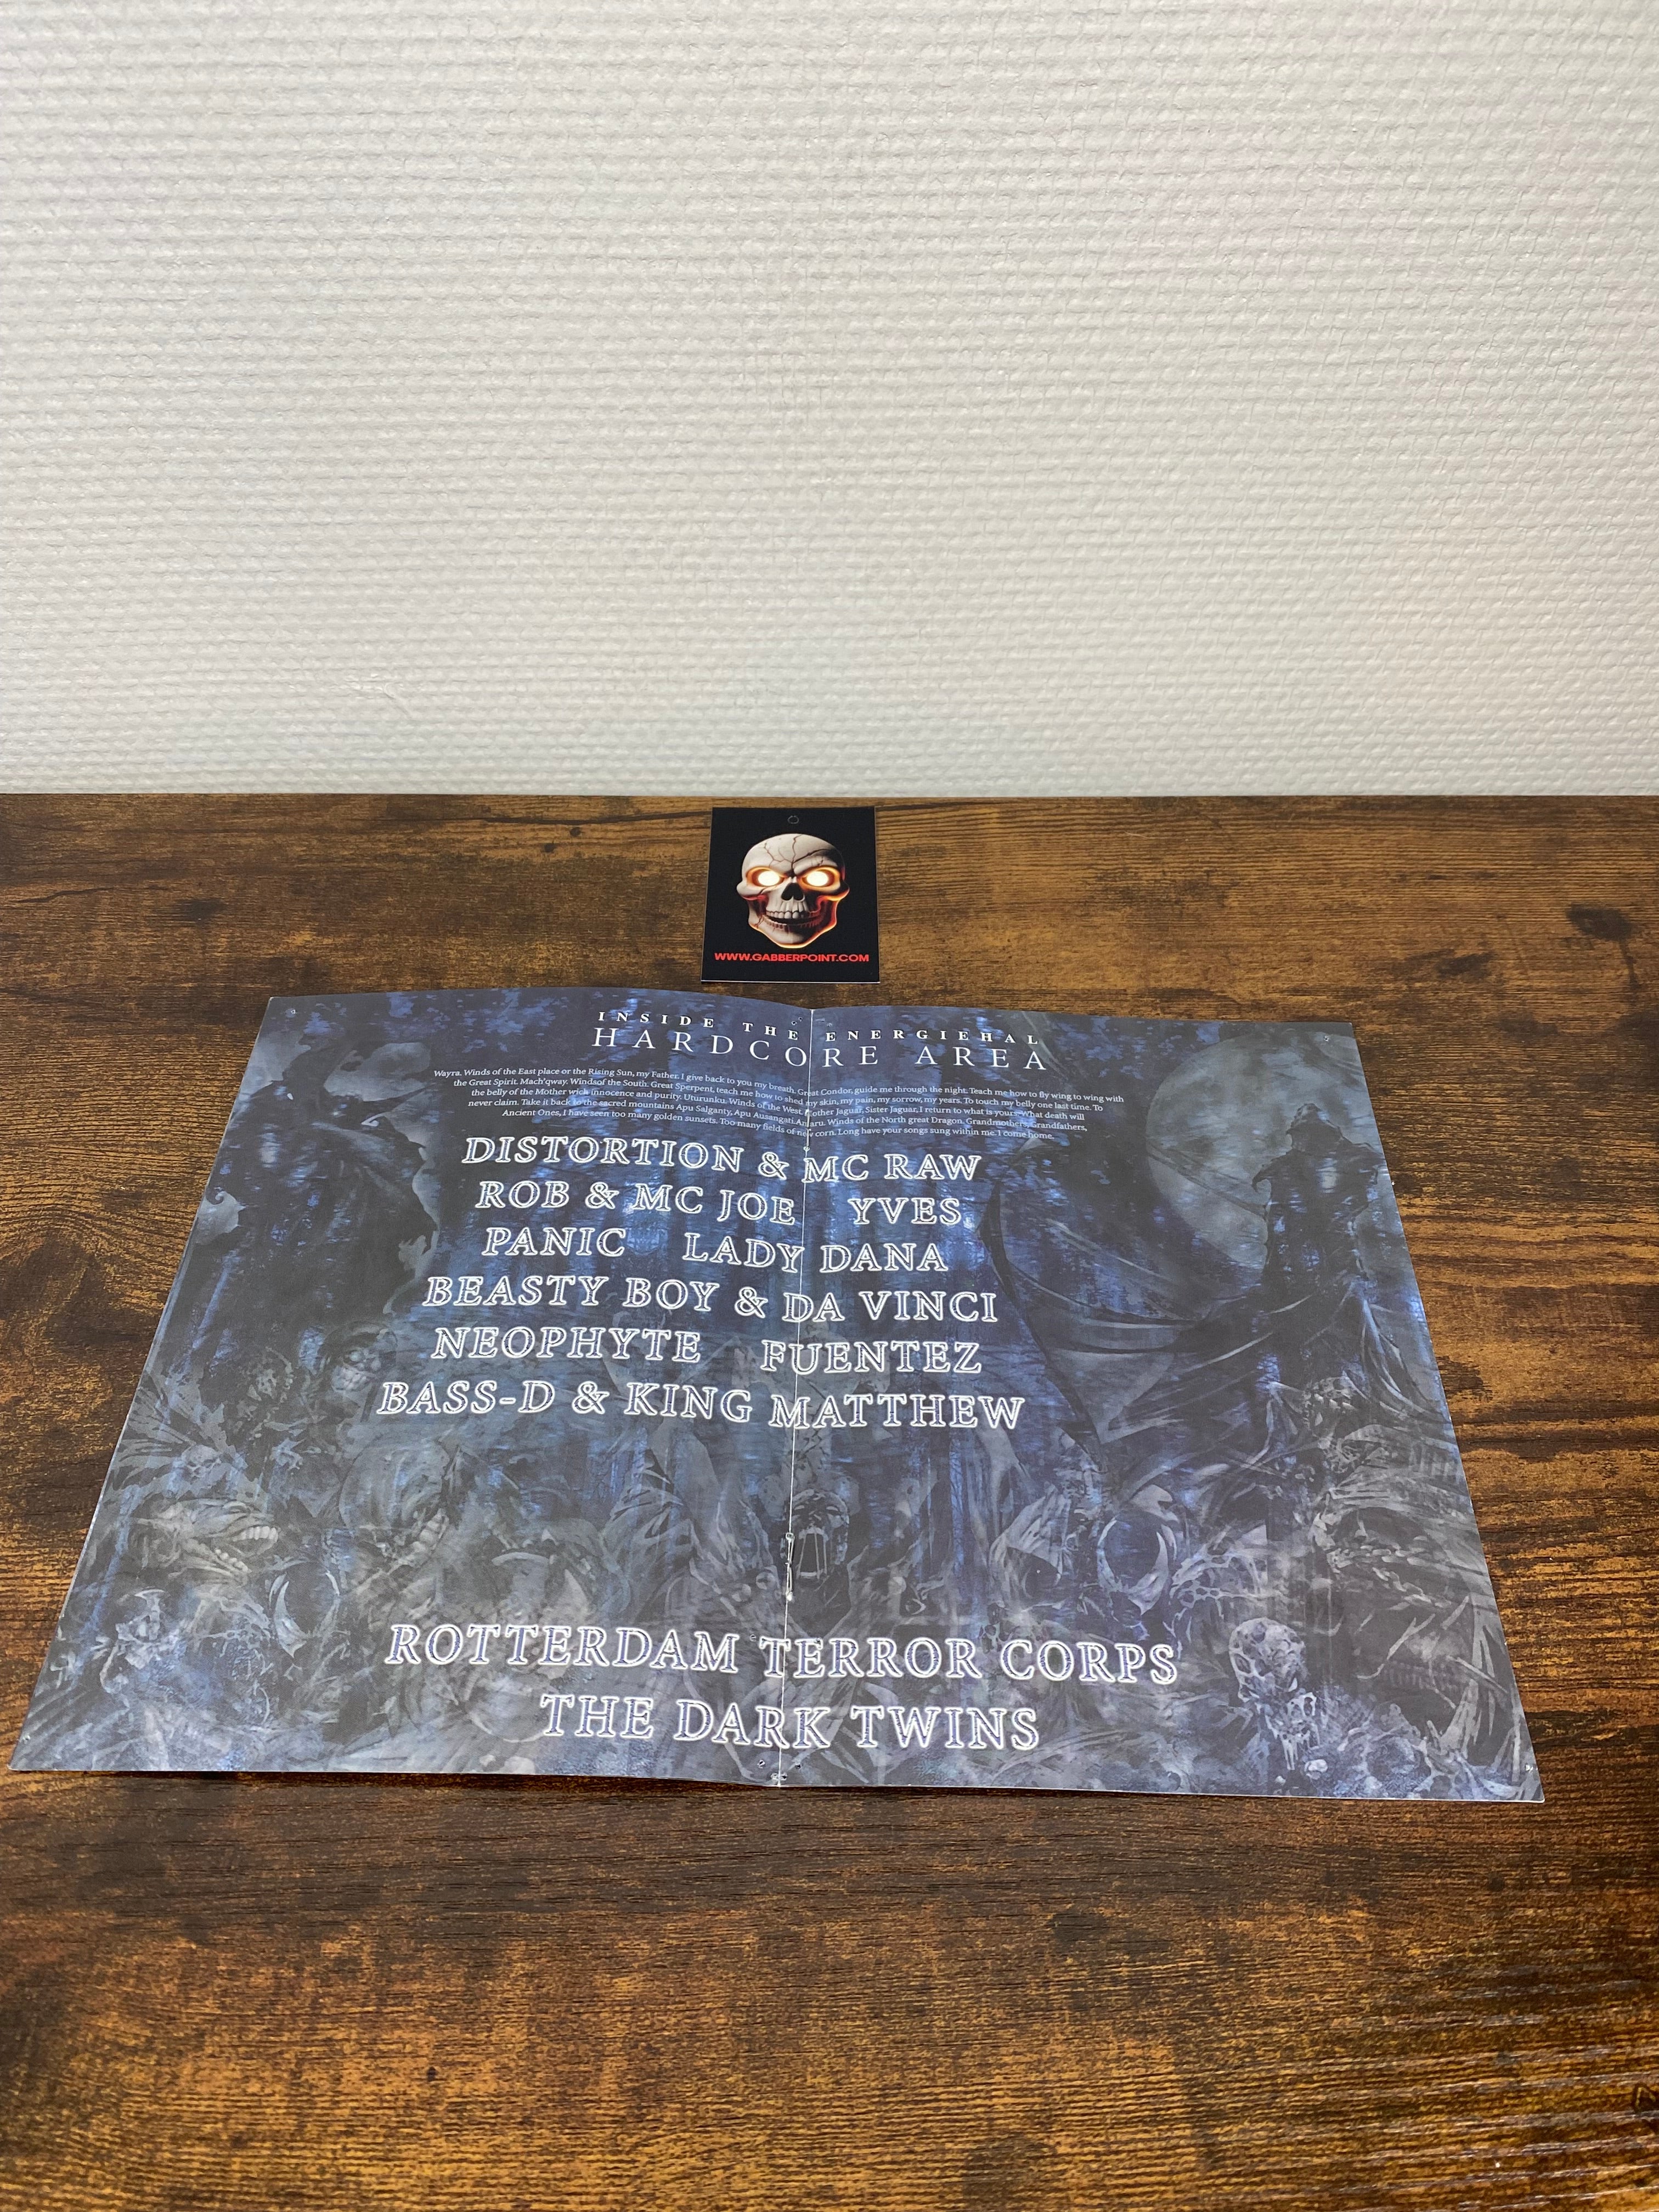 WWW.GABBERPOINT.COM
INSIDE THE ENERGIEHAL
HARDCORE AREA
Wayra. Winds of the East place or the Rising Sun, my Father. I give back to you my breath. Great Condor, guide me through the night. Teach me how to fly wing to wing with
the Great Spirit. Mach'qway. Winds of the South. Great Sperpent, teach me how to shed my skin, my pain, my sorrow, my years. To touch my belly one last time. To
the belly of the Mother wich innocence and purity. Uturunku. Winds of the West, Mother Jaguar, Sister Jaguar, I return to what is yours. What death will
never claim. Take it back to the sacred mountains Apu Salganty, Apu Ausangati. Winds of the North great Dragon. Grandmothers, Grandfathers,
Ancient Ones, I have seen too many golden sunsets. Too many fields of new corn. Long have your songs sung within me. I come home.
DISTORTION & MC RAW
ROB & MC JOE YVES
PANIC LADY DANA
BEASTY BOY & DA VINCI
NEOPHYTE FUENTEZ
BASS-D & KING MATTHEW
ROTTERDAM TERROR CORPS
THE DARK TWINS